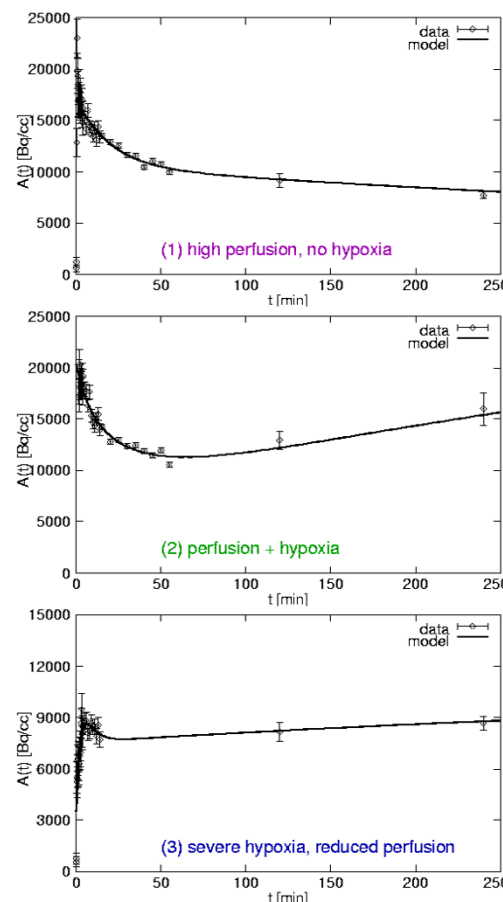 25000
data
model
20000
15000
A(t) [Bq/cc]
10000
5000
(1) high perfusion, no hypoxia
0
0 50 100 150 200 250
t [min]
25000
data
model
20000
15000
A(t) [Bq/cc]
10000
5000
(2) perfusion + hypoxia
0
0 50 100 150 200 250
t [min]
15000
data
model
12000
9000
A(t) [Bq/cc]
6000
3000
(3) severe hypoxia, reduced perfusion
0
0 50 100 150 200 250
t [min]